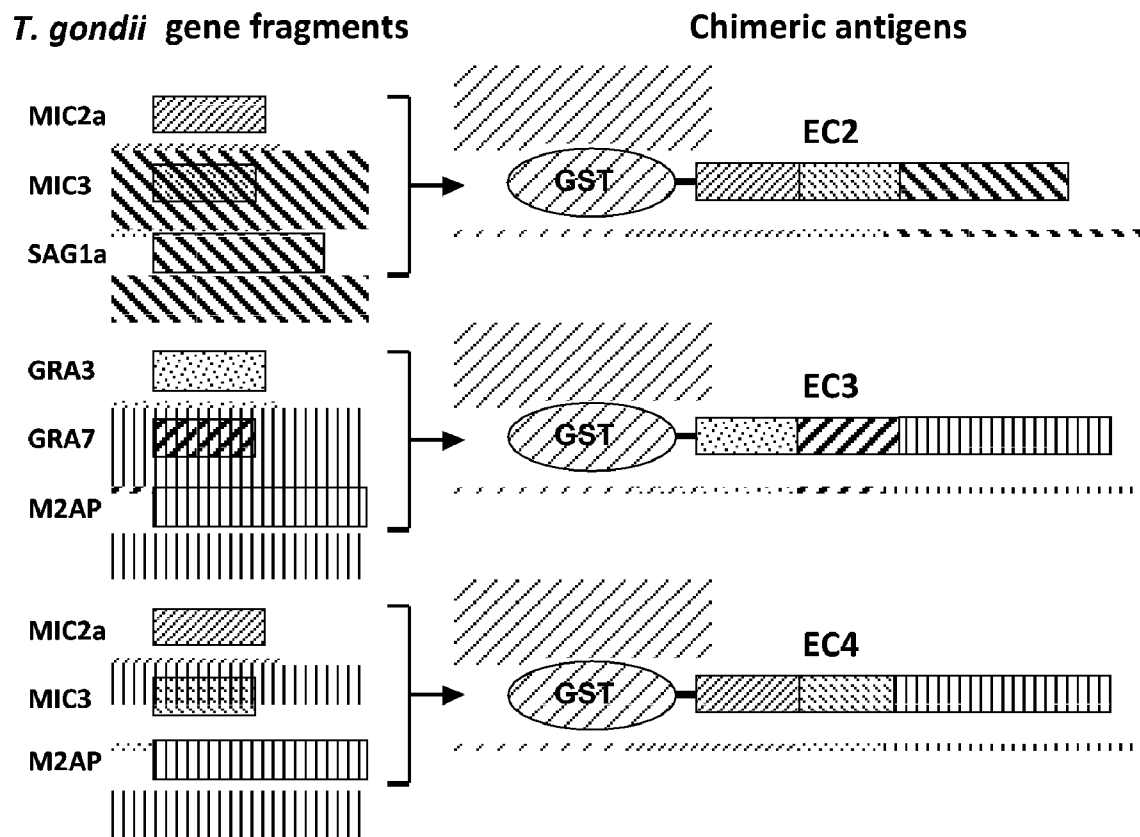 T. gondii gene fragments
Chimeric antigens
MIC2a
MIC3
SAG1a
GST
EC2
GRA3
GRA7
M2AP
GST
EC3
MIC2a
MIC3
M2AP
GST
EC4